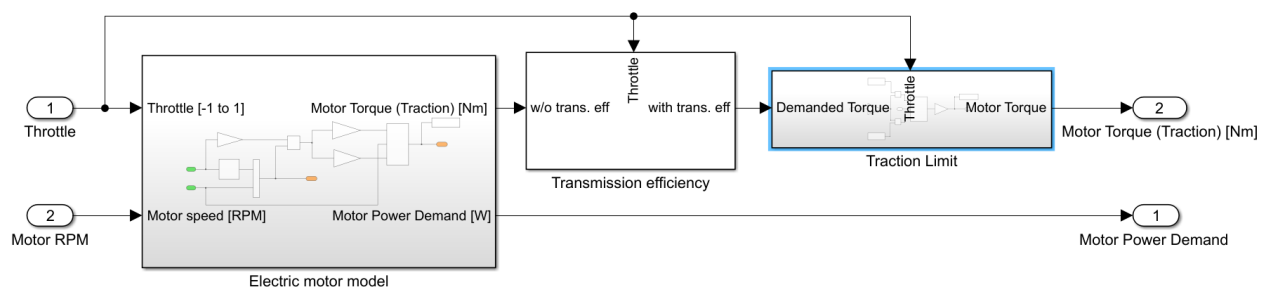 1
Throttle
2
Motor RPM
Throttle [-1 to 1]
Motor Torque (Traction) [Nm]
Motor speed [RPM]
Motor Power Demand [W]
Electric motor model
Throttle
w/o trans. eff
with trans. eff
Transmission efficiency
Throttle
Demanded Torque
Motor Torque
Traction Limit
2
Motor Torque (Traction) [Nm]
1
Motor Power Demand